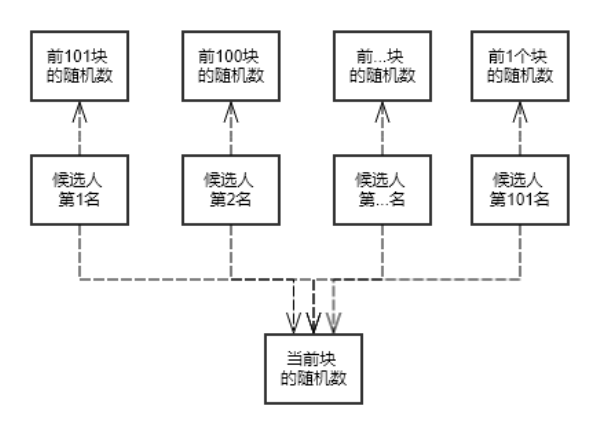 前101块
的随机数
前100块
的随机数
前...块
的随机数
前1个块
的随机数
候选人
第1名
候选人
第2名
候选人
第...名
候选人
第101名
当前块
的随机数